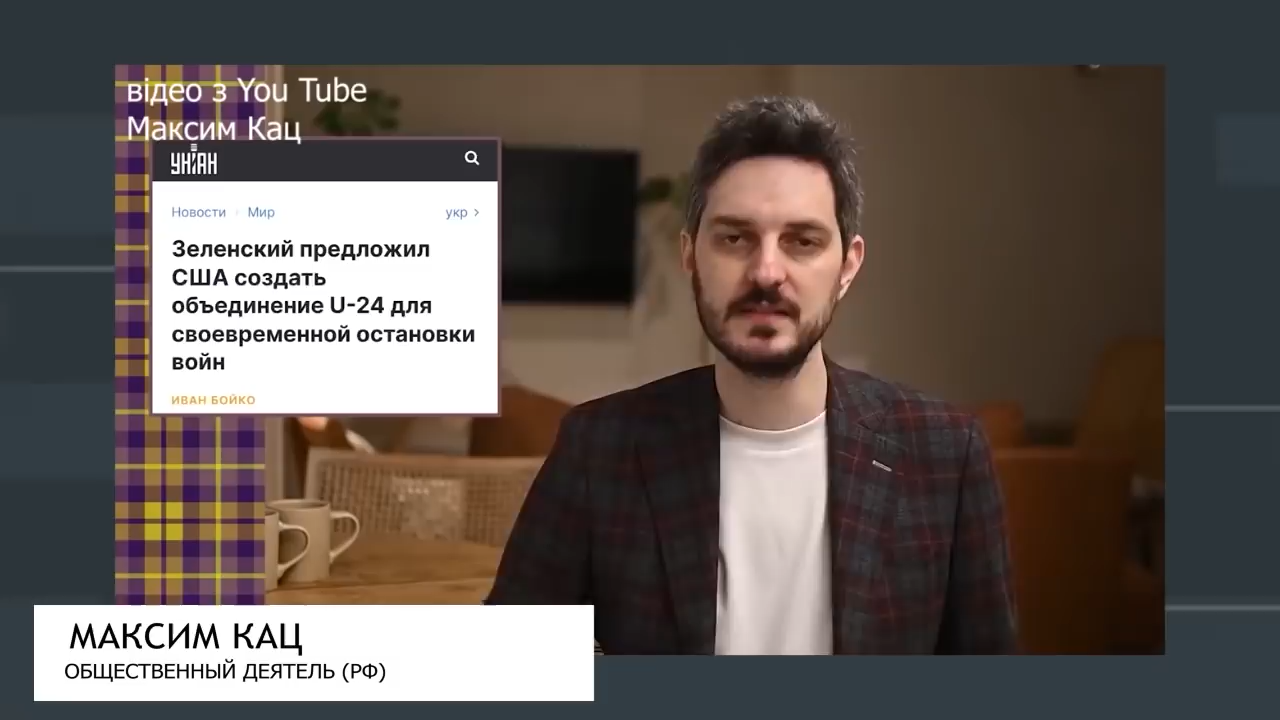 відео з You Tube
Максим Кац
УНІАН
Новости Мир укр
Зеленский предложил
США создать
объединение U-24 для
своевременной остановки
войн
ИВАН БОЙКО
МАКСИМ КАЦ
ОБЩЕСТВЕННЫЙ ДЕЯТЕЛЬ (РФ)